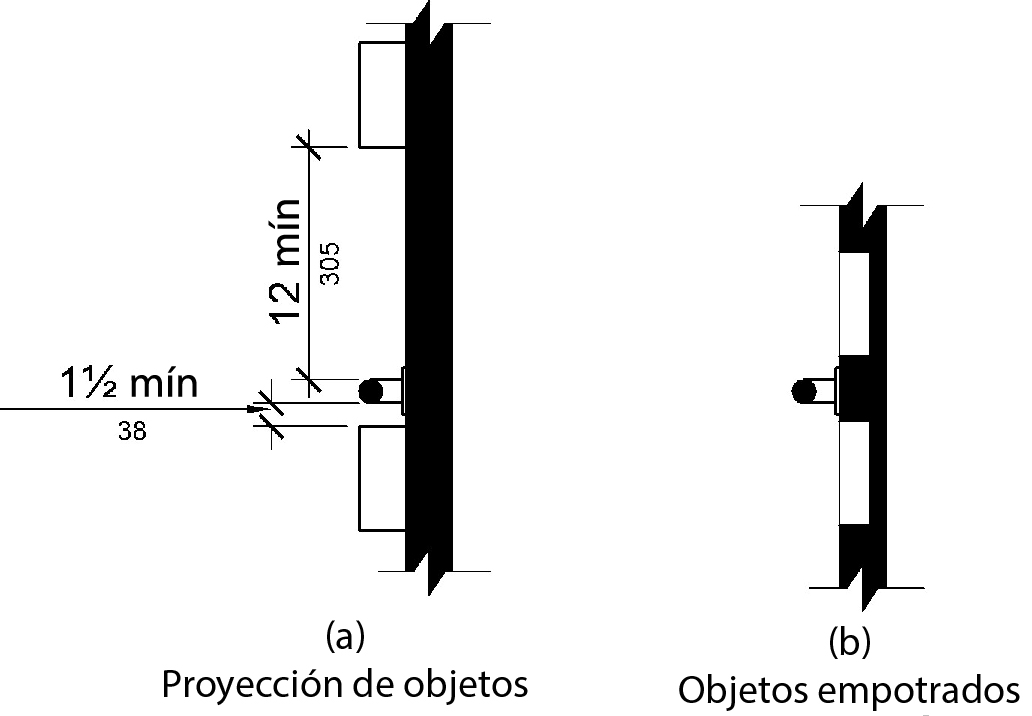 12 mín
305
1½ mín
38
(a)
Proyección de objetos
(b)
Objetos empotrados